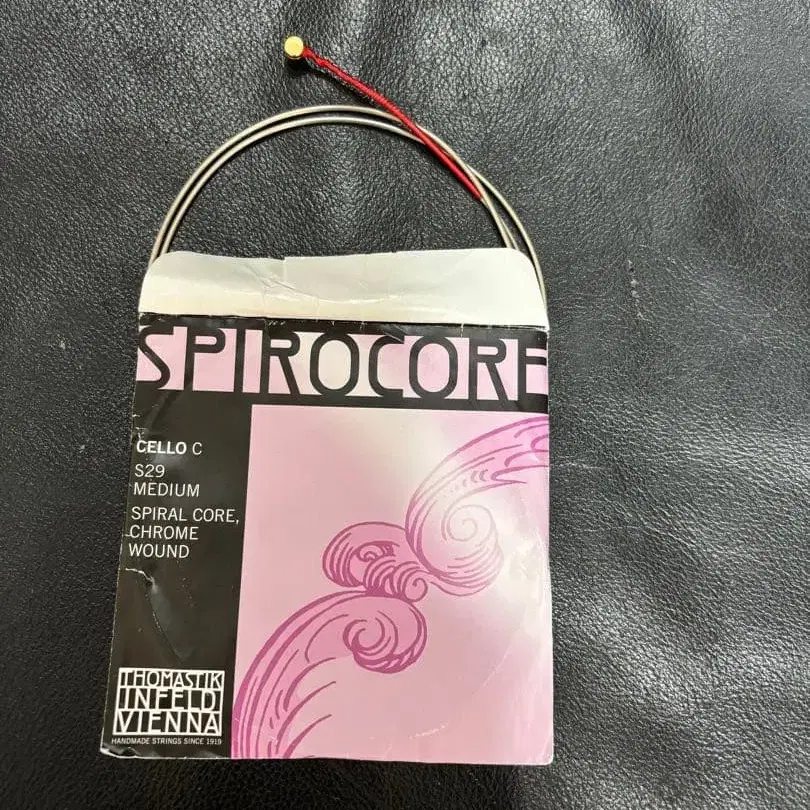 SPIROCORE
CELLO C
S29
MEDIUM
SPIRAL CORE,
CHROME
WOUND
THOMASTIK
INFELD
VIENNA
HANDMADE STRINGS SINCE 1919